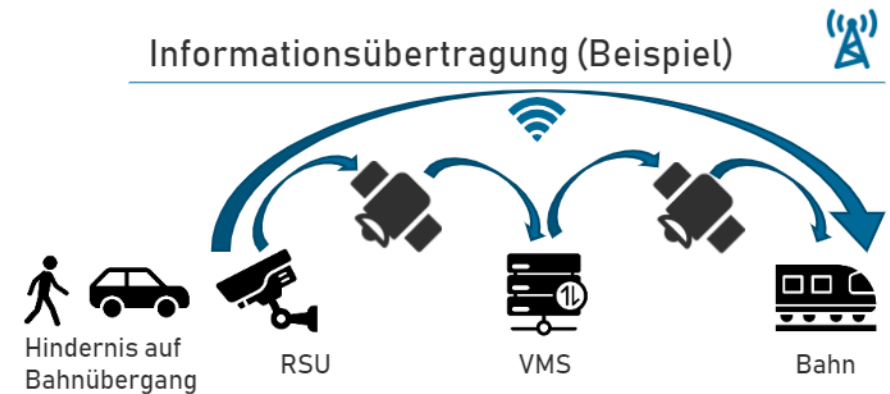 Informationsübertragung (Beispiel)
Hindernis auf
Bahnübergang
RSU
VMS
Bahn